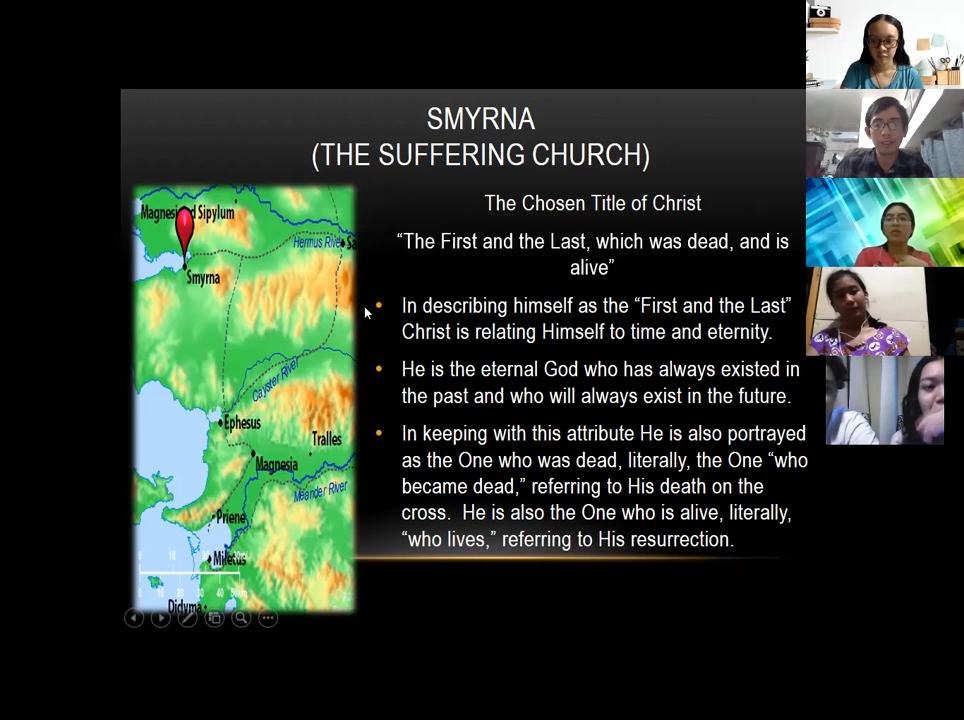 SMYRNA
(THE SUFFERING CHURCH)
The Chosen Title of Christ
“The First and the Last, which was dead, and is
alive”
• In describing himself as the “First and the Last”
Christ is relating Himself to time and eternity.
• He is the eternal God who has always existed in
the past and who will always exist in the future.
• In keeping with this attribute He is also portrayed
as the One who was dead, literally, the One “who
became dead,” referring to His death on the
cross. He is also the One who is alive, literally,
“who lives,” referring to His resurrection.
Sipylum
Hermus River
Smyrna
Cayster River
Ephesus
Tralles
Magnesia
Meander River
Priene
Miletus
Didyma